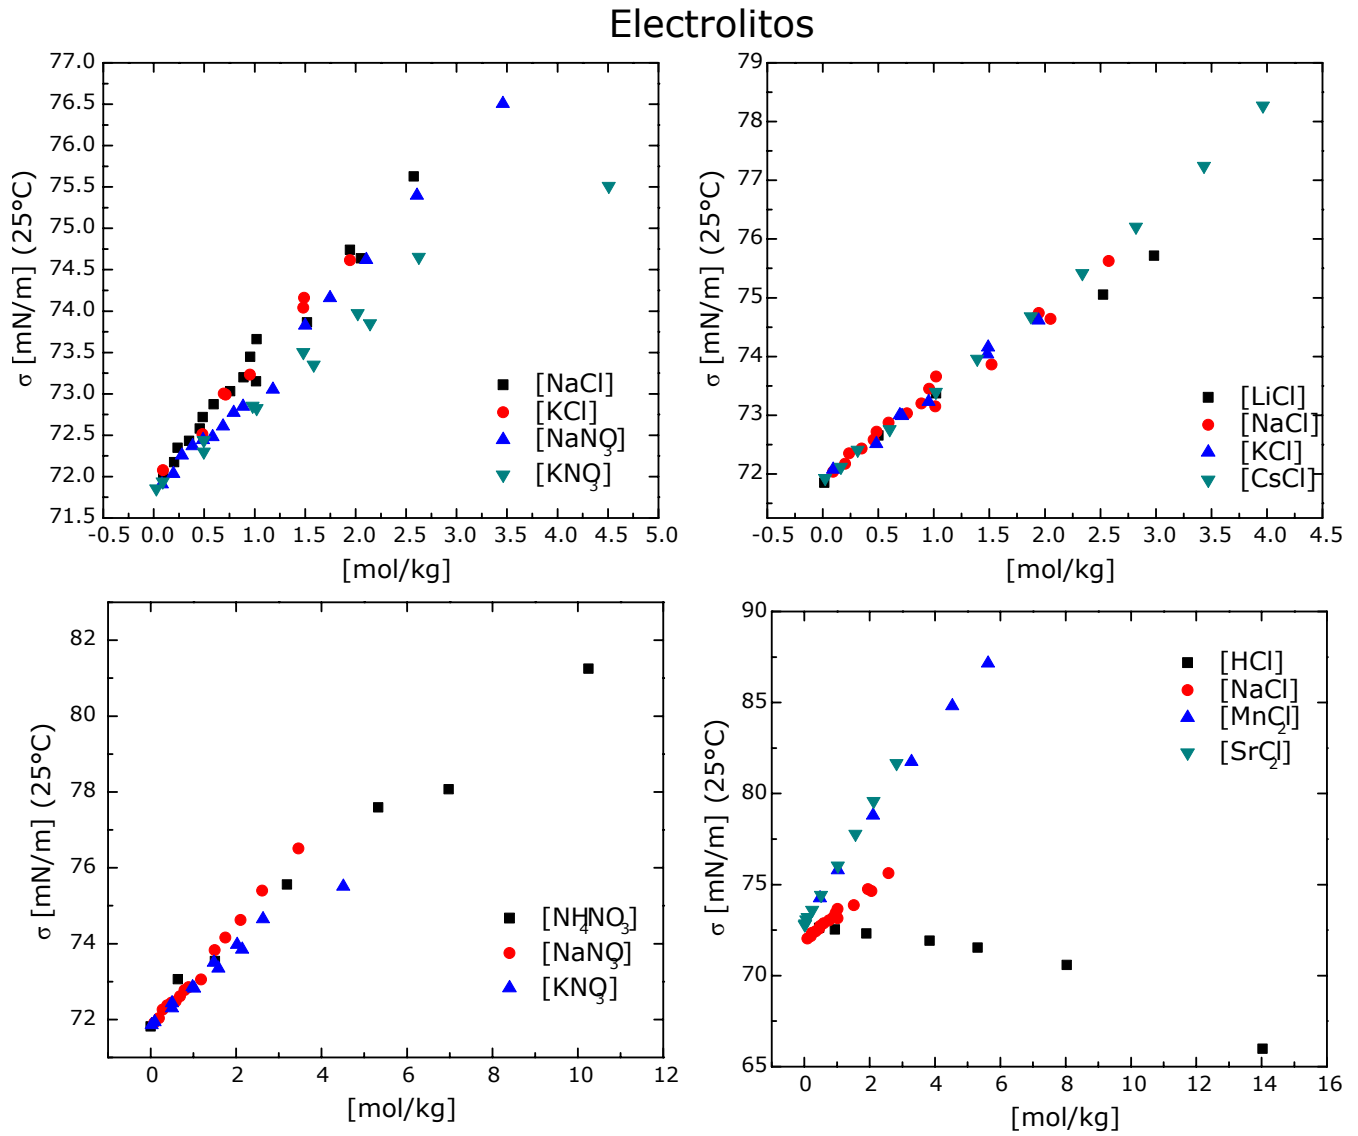 Electrolitos
77.0
76.5
76.0
75.5
75.0
74.5
74.0
73.5
73.0
72.5
72.0
71.5
σ [mN/m] (25°C)
[NaCl]
[KCl]
[NaNO3]
[KNO3]
-0.5 0.0 0.5 1.0 1.5 2.0 2.5 3.0 3.5 4.0 4.5 5.0
[mol/kg]
79
78
77
76
75
74
73
72
σ [mN/m] (25°C)
[LiCl]
[NaCl]
[KCl]
[CsCl]
-0.5 0.0 0.5 1.0 1.5 2.0 2.5 3.0 3.5 4.0 4.5
[mol/kg]
82
80
78
76
74
72
σ [mN/m] (25°C)
[NH4NO3]
[NaNO3]
[KNO3]
0 2 4 6 8 10 12
[mol/kg]
90
85
80
75
70
65
σ [mN/m] (25°C)
[HCl]
[NaCl]
[MnCl2]
[SrCl2]
0 2 4 6 8 10 12 14 16
[mol/kg]